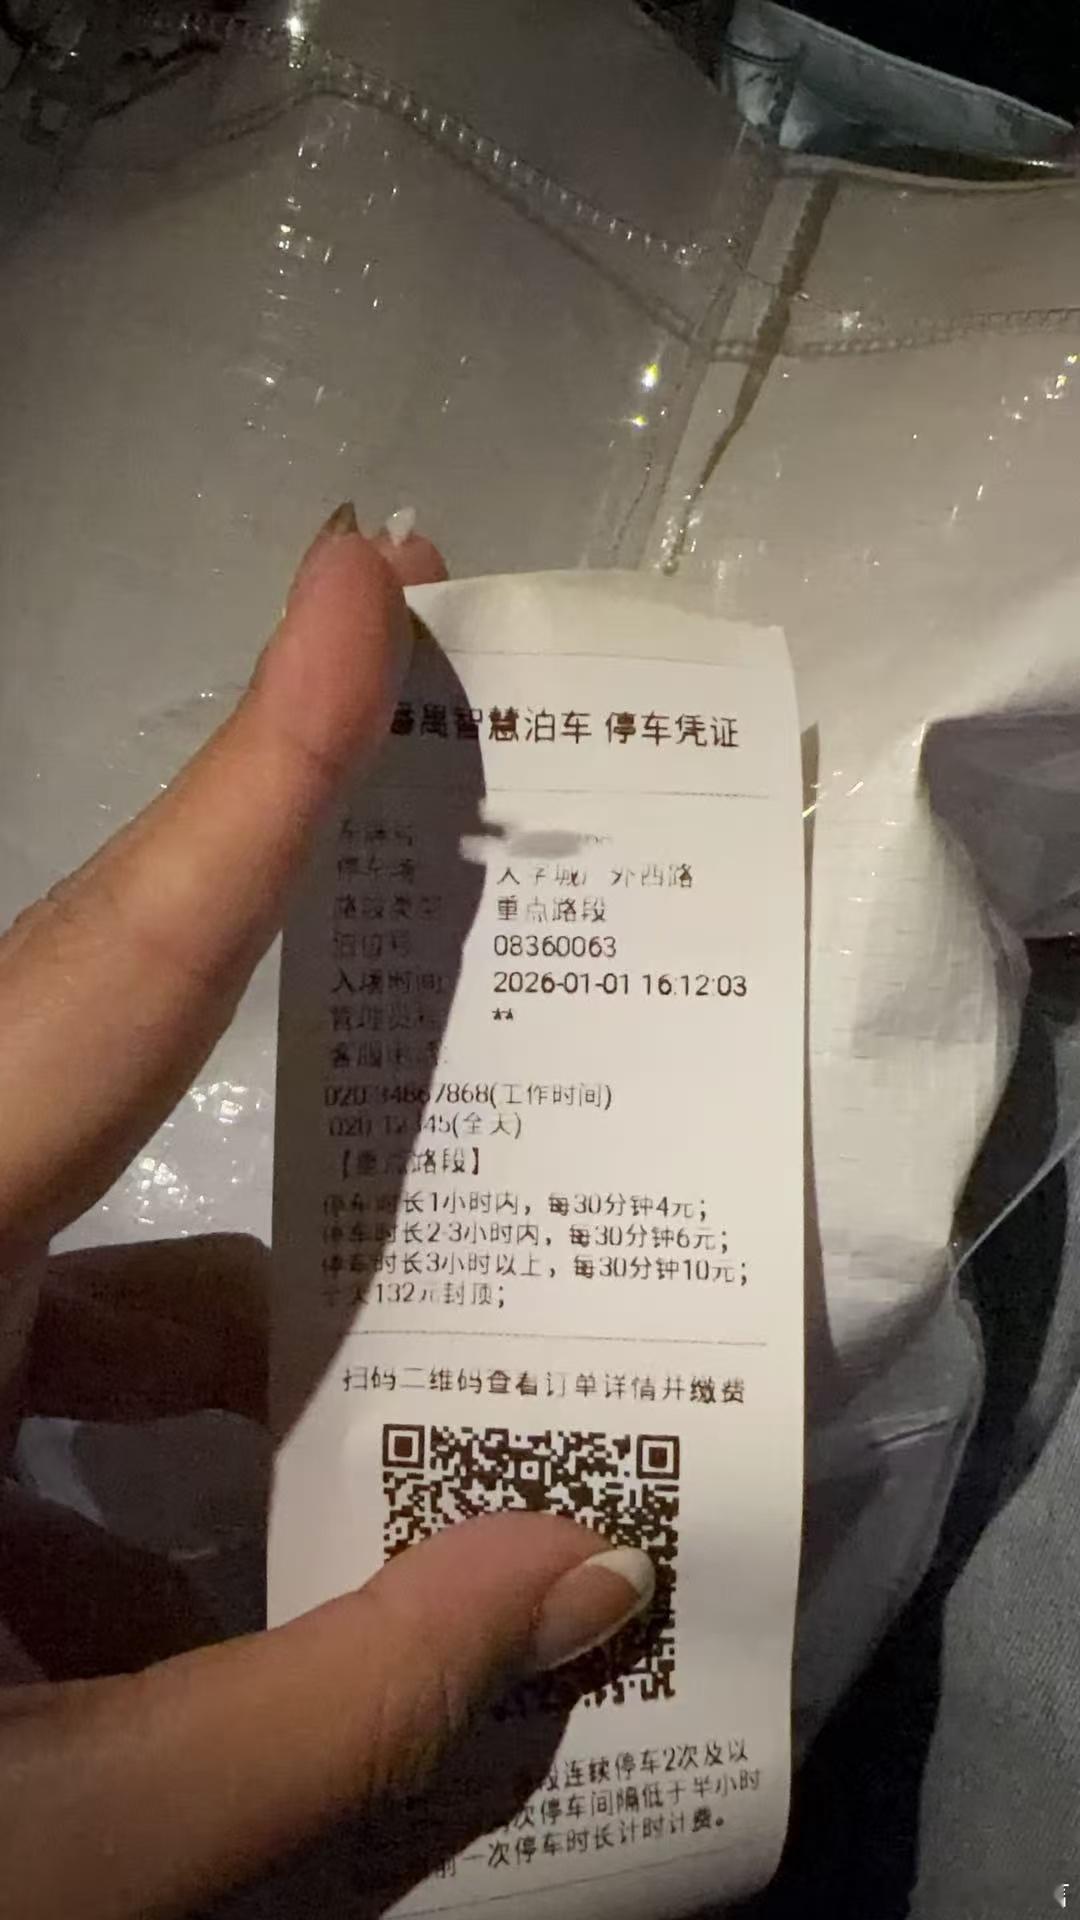 番禺智慧泊车 停车凭证
车牌号
停车场 大学城广外西路
路段类型 重点路段
泊位号 08360063
入场时间 2026-01-01 16:12:03
管理员 **
客服电话:
020 34867868(工作时间)
020 12345(全天)
【重点路段】
停车时长1小时内，每30分钟4元；
停车时长2-3小时内，每30分钟6元；
停车时长3小时以上，每30分钟10元；
全天132元封顶；
扫码二维码查看订单详情并缴费
段连续停车2次及以
次停车间隔低于半小时
前一次停车时长计时计费。